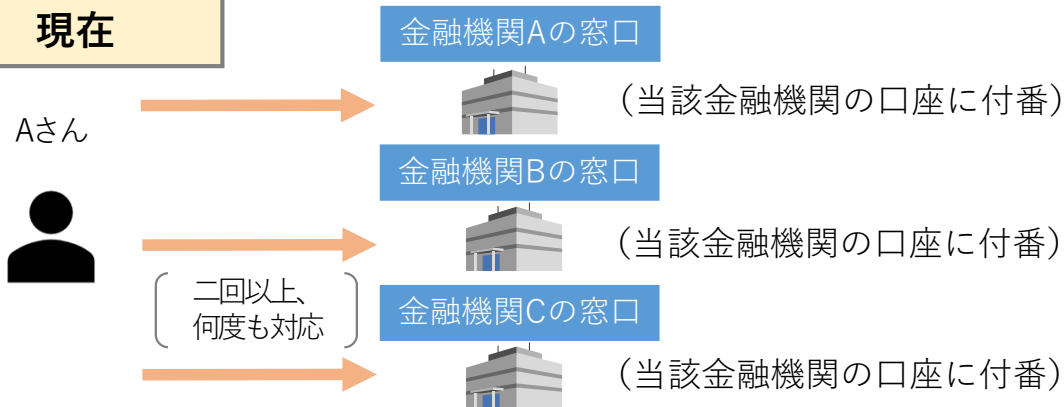 現在
金融機関Aの窓口
（当該金融機関の口座に付番）
Aさん
金融機関Bの窓口
（当該金融機関の口座に付番）
二回以上、
何度も対応
金融機関Cの窓口
（当該金融機関の口座に付番）